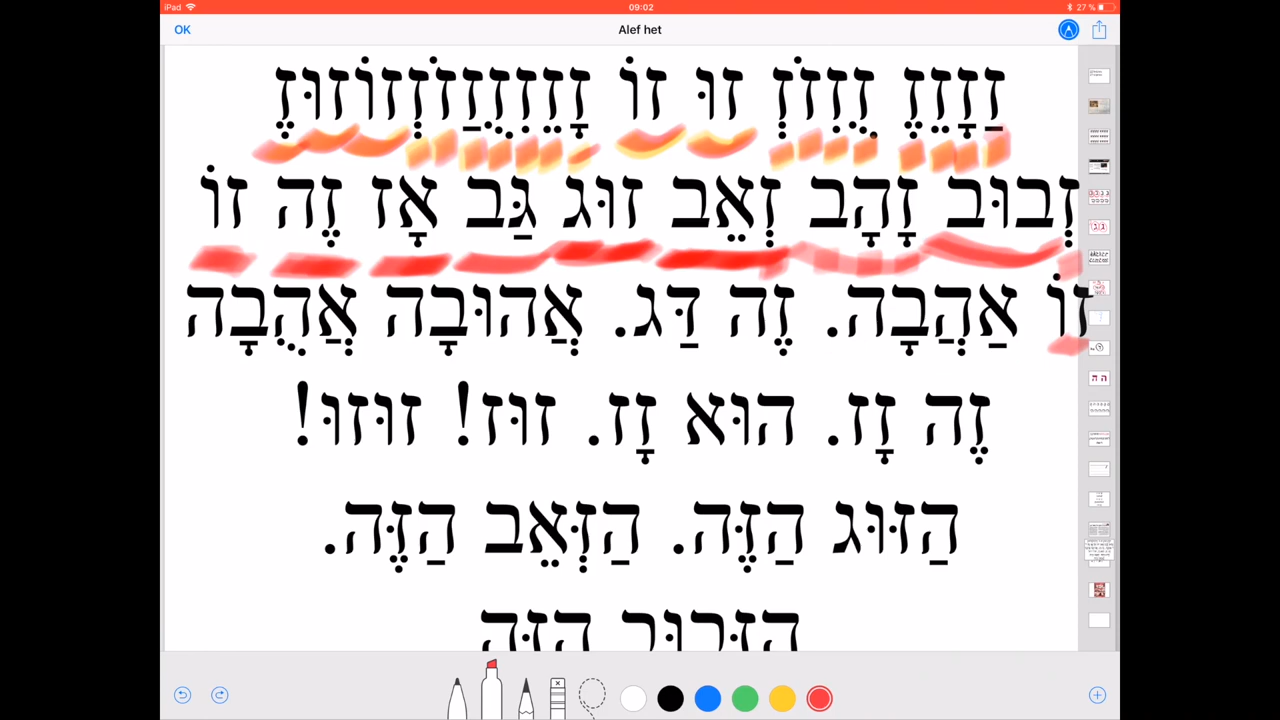 iPad 09:02 27 %
OK Alef het
זַזָזֵזֶ זֻזִזֹזְ זוּ זוֹ זָזֵזִזְזֻזַזֹזְזוֹזוּזֶ
זְבוּב זָהָב זְאֵב זוּג גַּב אָז זֶה זוֹ
זוֹ אַהֲבָה. זֶה דַּג. אֲהוּבָה אֲהֻבָה
זֶה זָז. הוּא זָז. זוּז! זוּזוּ!
הַזּוּג הַזֶּה. הַזְּאֵב הַזֶּה.